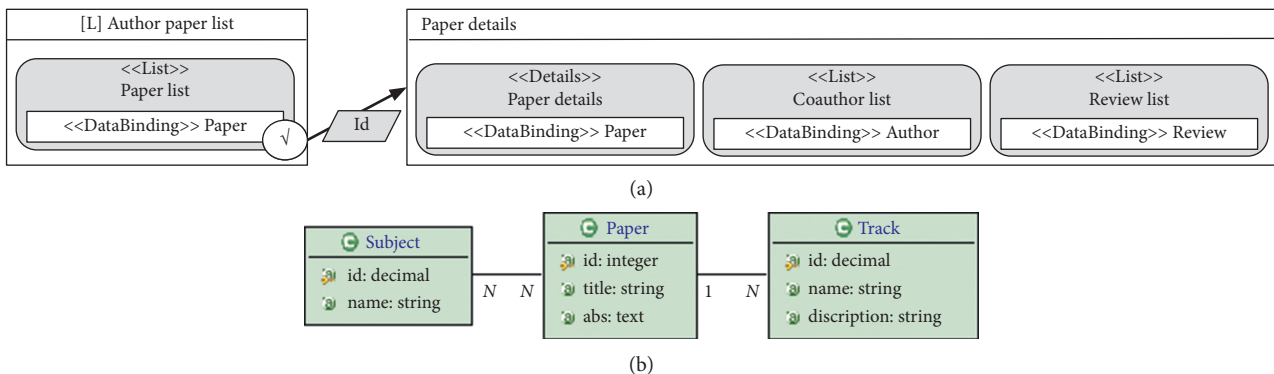 [L] Author paper list
<<List>>
Paper list
<<DataBinding>> Paper
√
Id
Paper details
<<Details>>
Paper details
<<DataBinding>> Paper
<<List>>
Coauthor list
<<DataBinding>> Author
<<List>>
Review list
<<DataBinding>> Review
(a)
C Subject
a id: decimal
a name: string
N N
C Paper
a id: integer
a title: string
a abs: text
1 N
C Track
a id: decimal
a name: string
a discription: string
(b)